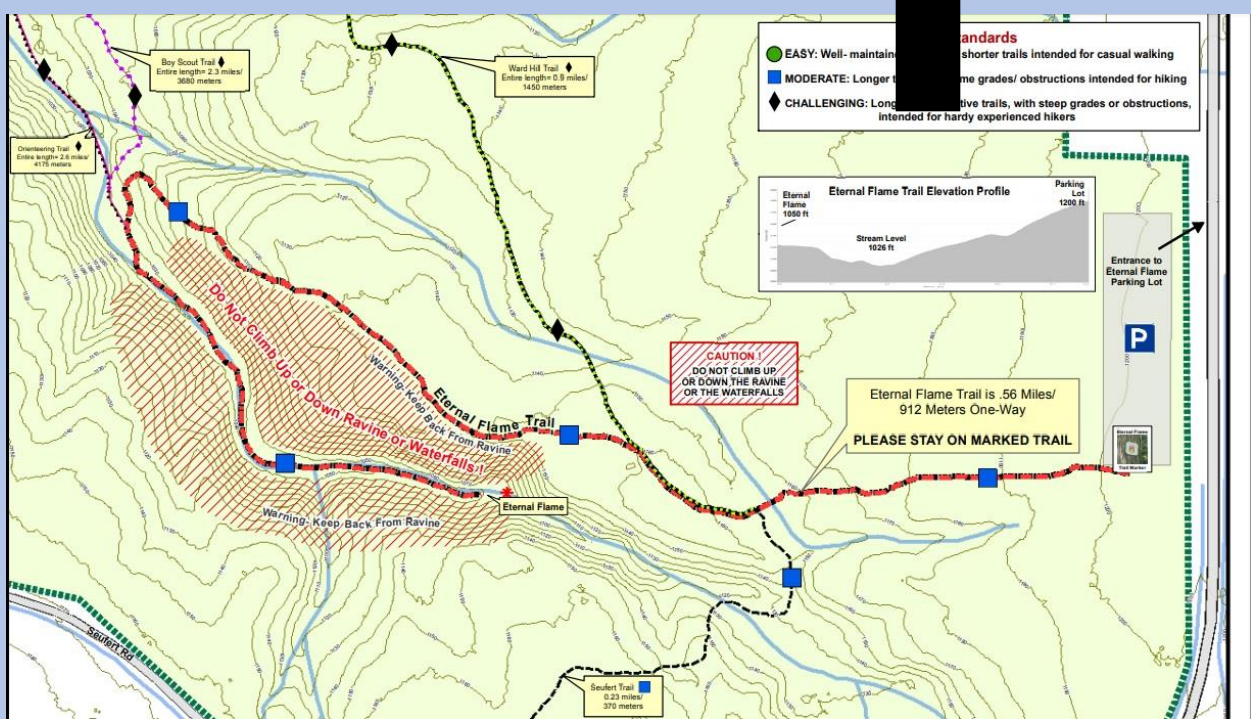 Boy Scout Trail
Entire length= 2.3 miles/
3680 meters
Ward Hill Trail
Entire length= 0.9 miles/
1450 meters
Orienteering Trail
Entire length= 2.6 miles/
4175 meters
andards
EASY: Well- maintaine shorter trails intended for casual walking
MODERATE: Longer t me grades/ obstructions intended for hiking
CHALLENGING: Long tive trails, with steep grades or obstructions,
intended for hardy experienced hikers
Eternal Flame Trail Elevation Profile
Eternal
Flame
1050 ft
Stream Level
1026 ft
Parking
Lot
1200 ft
Entrance to
Eternal Flame
Parking Lot
P
Eternal Flame
Trail Marker
CAUTION !
DO NOT CLIMB UP
OR DOWN THE RAVINE
OR THE WATERFALLS
Eternal Flame Trail is .56 Miles/
912 Meters One-Way
PLEASE STAY ON MARKED TRAIL
Do Not Climb Up or Down Ravine or Waterfalls !
Warning- Keep Back From Ravine
Eternal Flame Trail
Eternal Flame
Warning- Keep Back From Ravine
Seufert Rd
Seufert Trail
0.23 miles/
370 meters